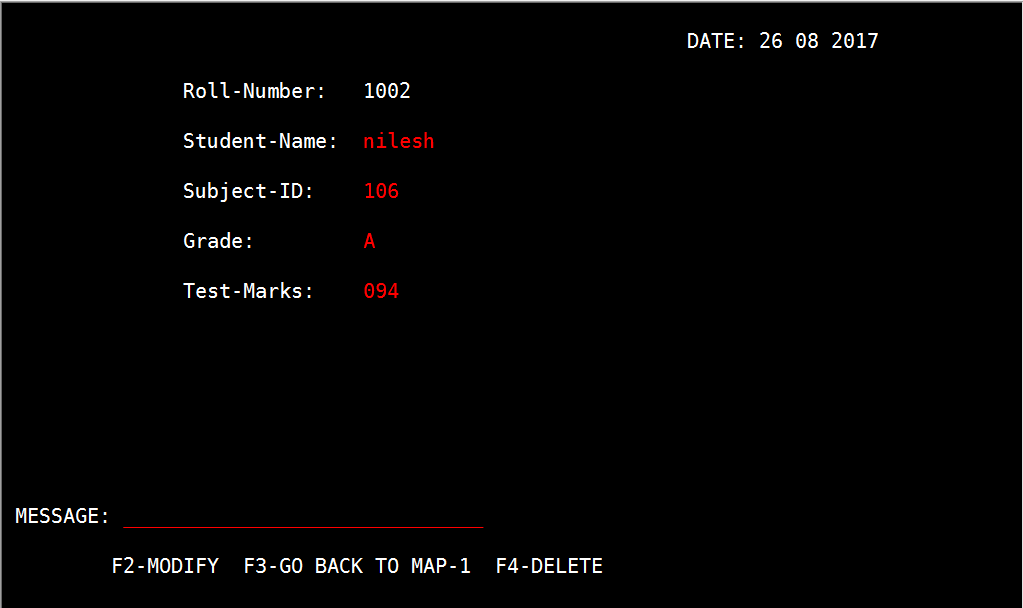 DATE: 26 08 2017
Roll-Number: 1002
Student-Name: nilesh
Subject-ID: 106
Grade: A
Test-Marks: 094
MESSAGE: ______________________________
F2-MODIFY F3-GO BACK TO MAP-1 F4-DELETE